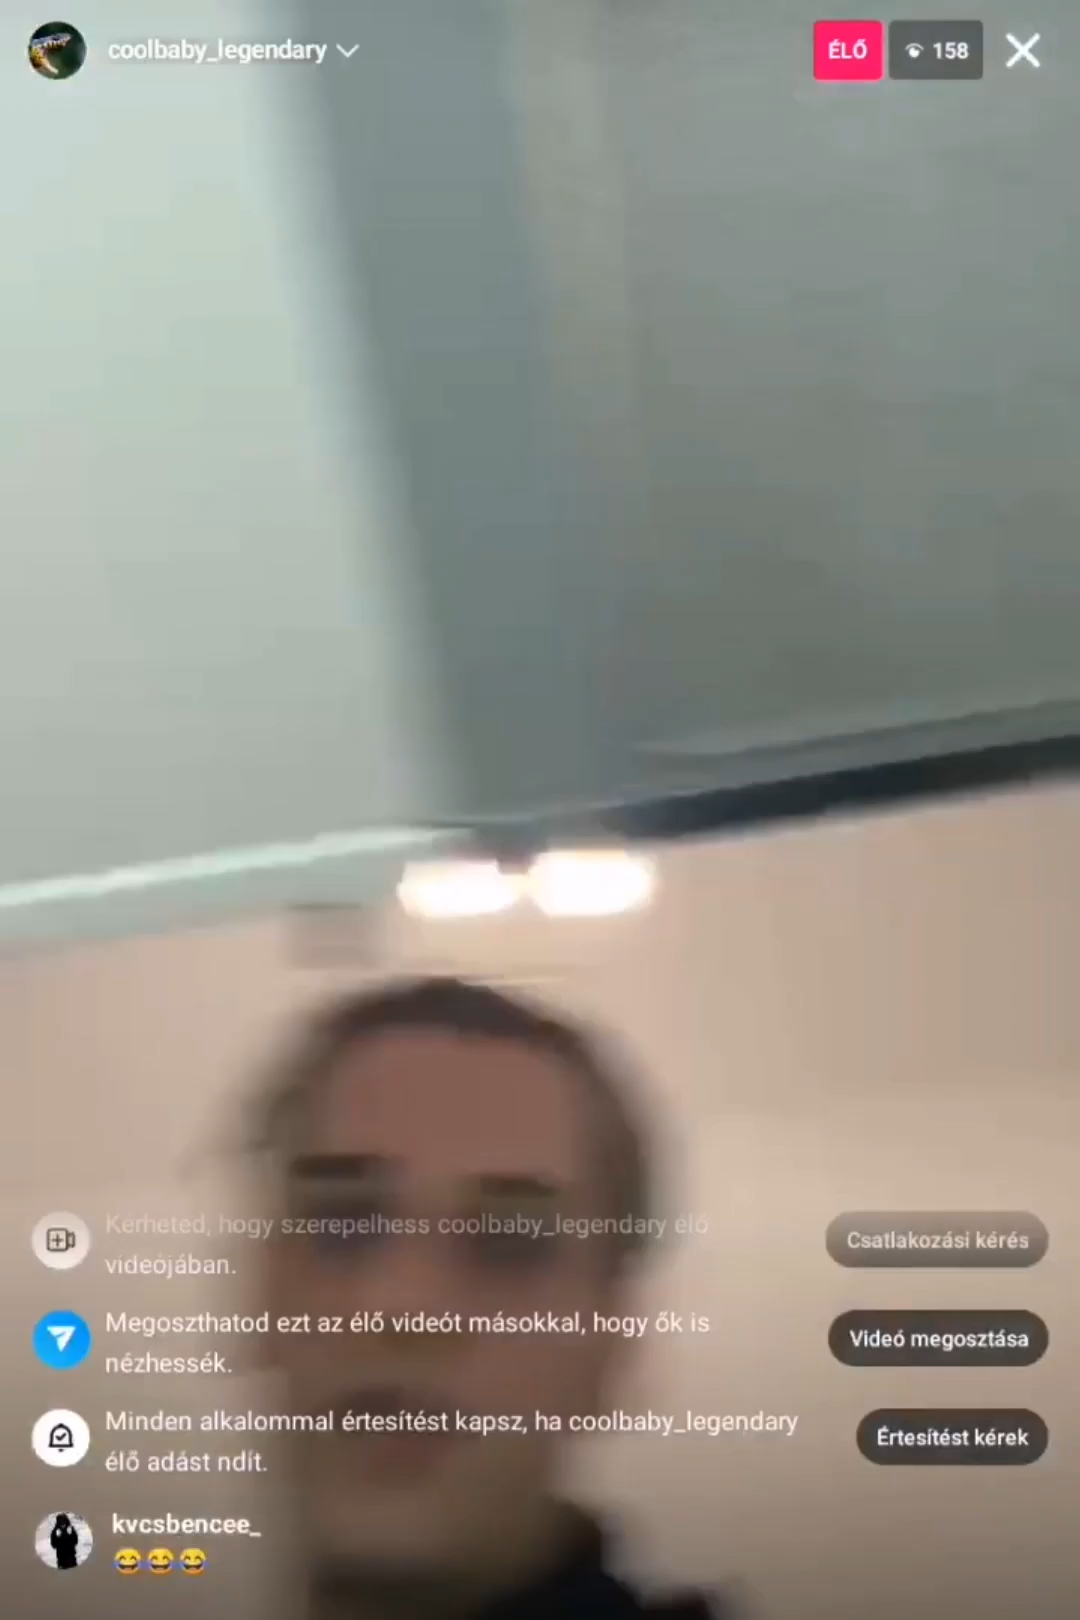 coolbaby_legendary
ÉLŐ
158
Kérheted, hogy szerepelhess coolbaby_legendary élő
videójában.
Csatlakozási kérés
Megoszthatod ezt az élő videót másokkal, hogy ők is
nézhessék.
Videó megosztása
Minden alkalommal értesítést kapsz, ha coolbaby_legendary
élő adást ndít.
Értesítést kérek
kvcsbencee_
😂😂😂